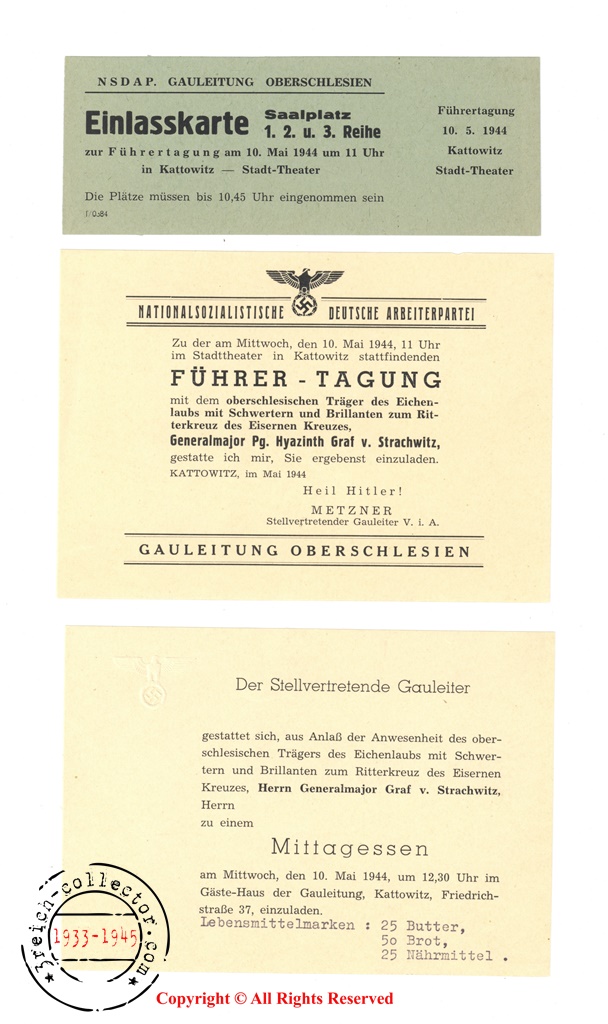 NSDAP. GAULEITUNG OBERSCHLESIEN
Einlasskarte Saalplatz
1. 2. u. 3. Reihe
zur Führertagung am 10. Mai 1944 um 11 Uhr
in Kattowitz — Stadt-Theater
Die Plätze müssen bis 10,45 Uhr eingenommen sein
Führertagung
10. 5. 1944
Kattowitz
Stadt-Theater
NATIONALSOZIALISTISCHE DEUTSCHE ARBEITERPARTEI
Zu der am Mittwoch, den 10. Mai 1944, 11 Uhr
im Stadttheater in Kattowitz stattfindenden
FÜHRER - TAGUNG
mit dem oberschlesischen Träger des Eichen-
laubs mit Schwertern und Brillanten zum Rit-
terkreuz des Eisernen Kreuzes,
Generalmajor Pg. Hyazinth Graf v. Strachwitz,
gestatte ich mir, Sie ergebenst einzuladen.
KATTOWITZ, im Mai 1944
Heil Hitler!
METZNER
Stellvertretender Gauleiter V. i. A.
GAULEITUNG OBERSCHLESIEN
Der Stellvertretende Gauleiter
gestattet sich, aus Anlaß der Anwesenheit des ober-
schlesischen Trägers des Eichenlaubs mit Schwer-
tern und Brillanten zum Ritterkreuz des Eisernen
Kreuzes, Herrn Generalmajor Graf v. Strachwitz,
Herrn
zu einem
Mittagessen
am Mittwoch, den 10. Mai 1944, um 12,30 Uhr im
Gäste-Haus der Gauleitung, Kattowitz, Friedrich-
straße 37, einzuladen.
Lebensmittelmarken : 25 Butter,
50 Brot,
25 Nährmittel .
3reich-collector.com
1933-1945
Copyright © All Rights Reserved